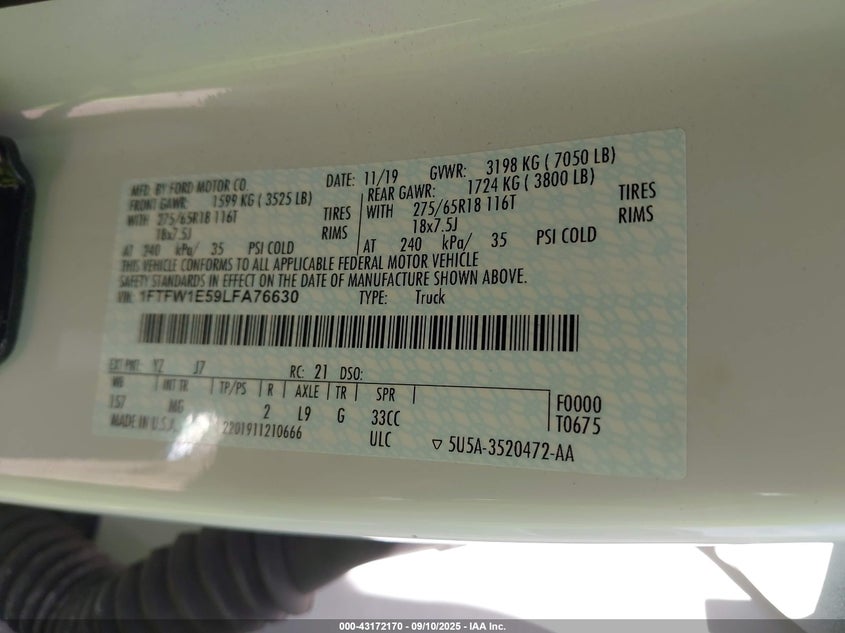 MFD. BY FORD MOTOR CO.
DATE: 11/19 GVWR: 3198 KG ( 7050 LB)
FRONT GAWR: 1599 KG ( 3525 LB)
REAR GAWR: 1724 KG ( 3800 LB)
WITH 275/65R18 116T TIRES
WITH 275/65R18 116T TIRES
18x7.5J RIMS
18x7.5J RIMS
AT 240 kPa/ 35 PSI COLD
AT 240 kPa/ 35 PSI COLD
THIS VEHICLE CONFORMS TO ALL APPLICABLE FEDERAL MOTOR VEHICLE
SAFETY STANDARDS IN EFFECT ON THE DATE OF MANUFACTURE SHOWN ABOVE.
VIN: 1FTFW1E59LFA76630 TYPE: Truck
EXT PNT: YZ J7 RC: 21 DSO:
WB INT TR TP/PS R AXLE TR SPR
157 MG 2 L9 G 33CC
F0000
T0675
MADE IN U.S.A.
2201911210666
ULC
▽ 5U5A-3520472-AA
000-43172170 - 09/10/2025 - IAA Inc.